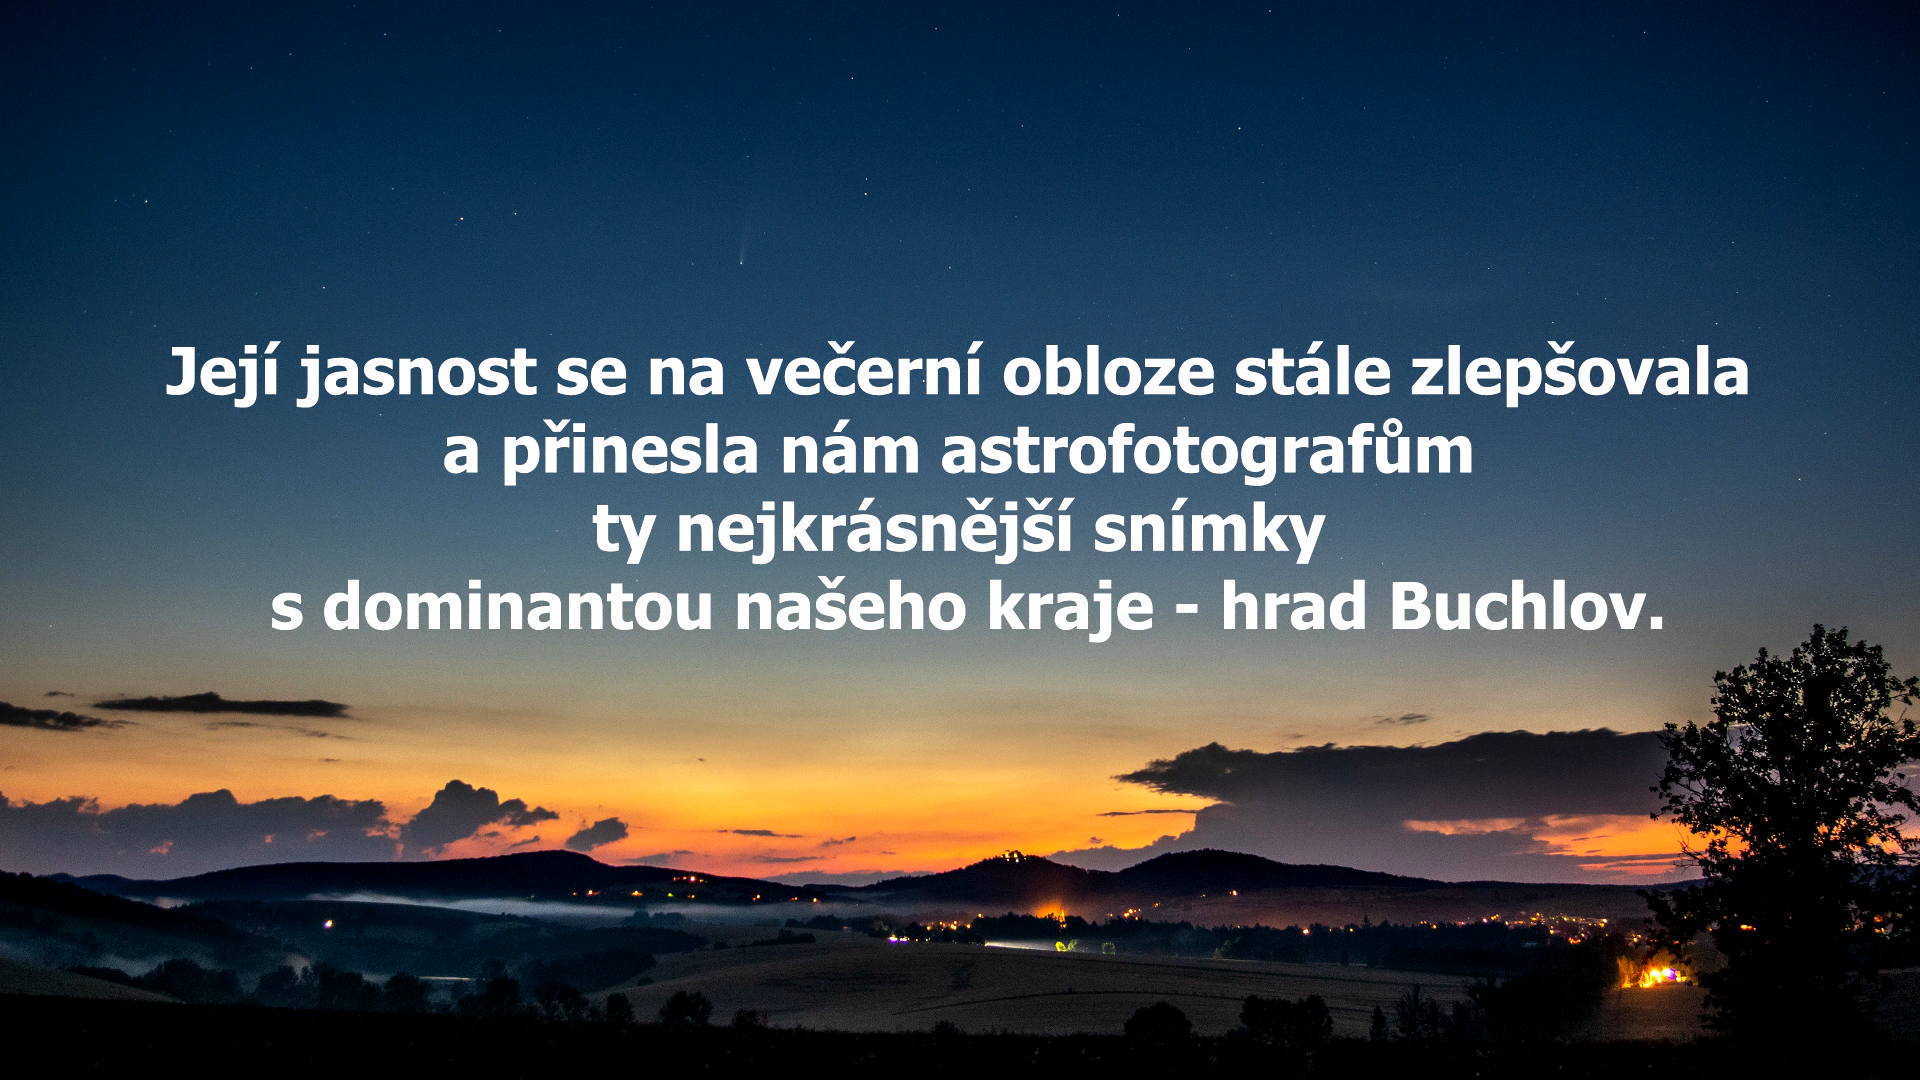 Její jasnost se na večerní obloze stále zlepšovala
a přinesla nám astrofotografům
ty nejkrásnější snímky
s dominantou našeho kraje - hrad Buchlov.